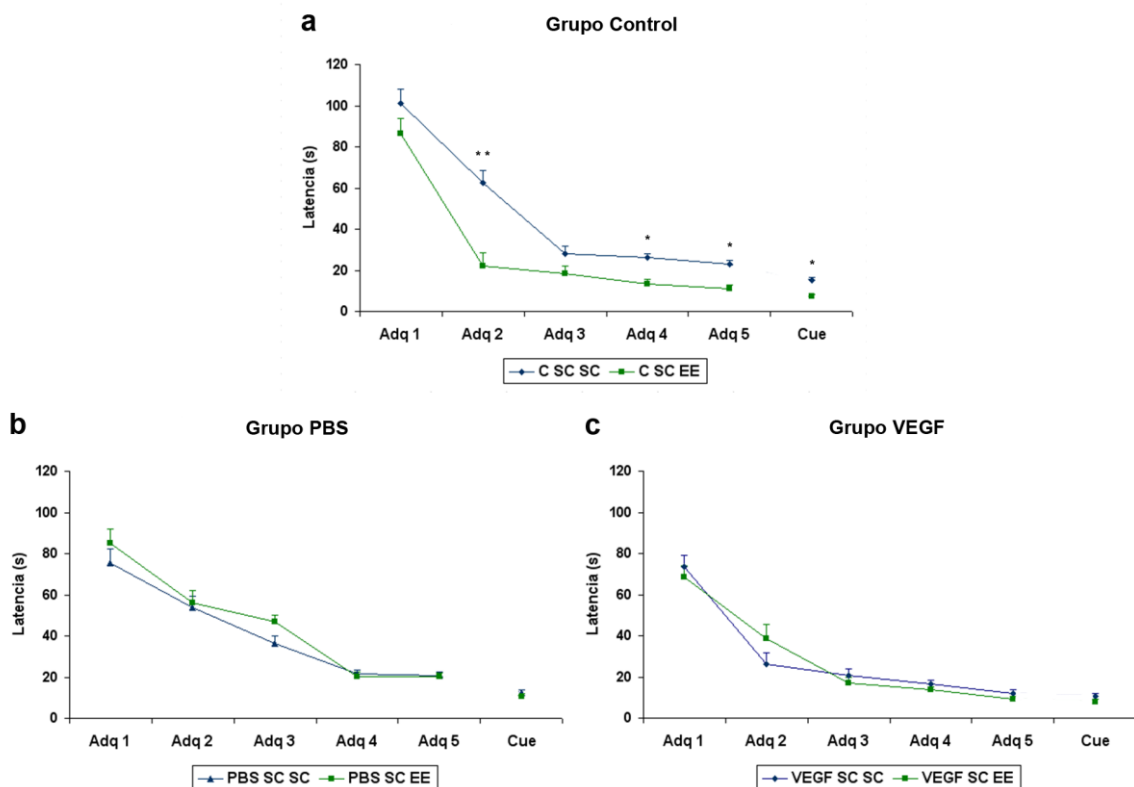 a
Grupo Control
120
100
80
60
40
20
0
Latencia (s)
**
*
*
*
Adq 1 Adq 2 Adq 3 Adq 4 Adq 5 Cue
C SC SC C SC EE
b
Grupo PBS
120
100
80
60
40
20
0
Latencia (s)
Adq 1 Adq 2 Adq 3 Adq 4 Adq 5 Cue
PBS SC SC PBS SC EE
c
Grupo VEGF
120
100
80
60
40
20
0
Latencia (s)
Adq 1 Adq 2 Adq 3 Adq 4 Adq 5 Cue
VEGF SC SC VEGF SC EE